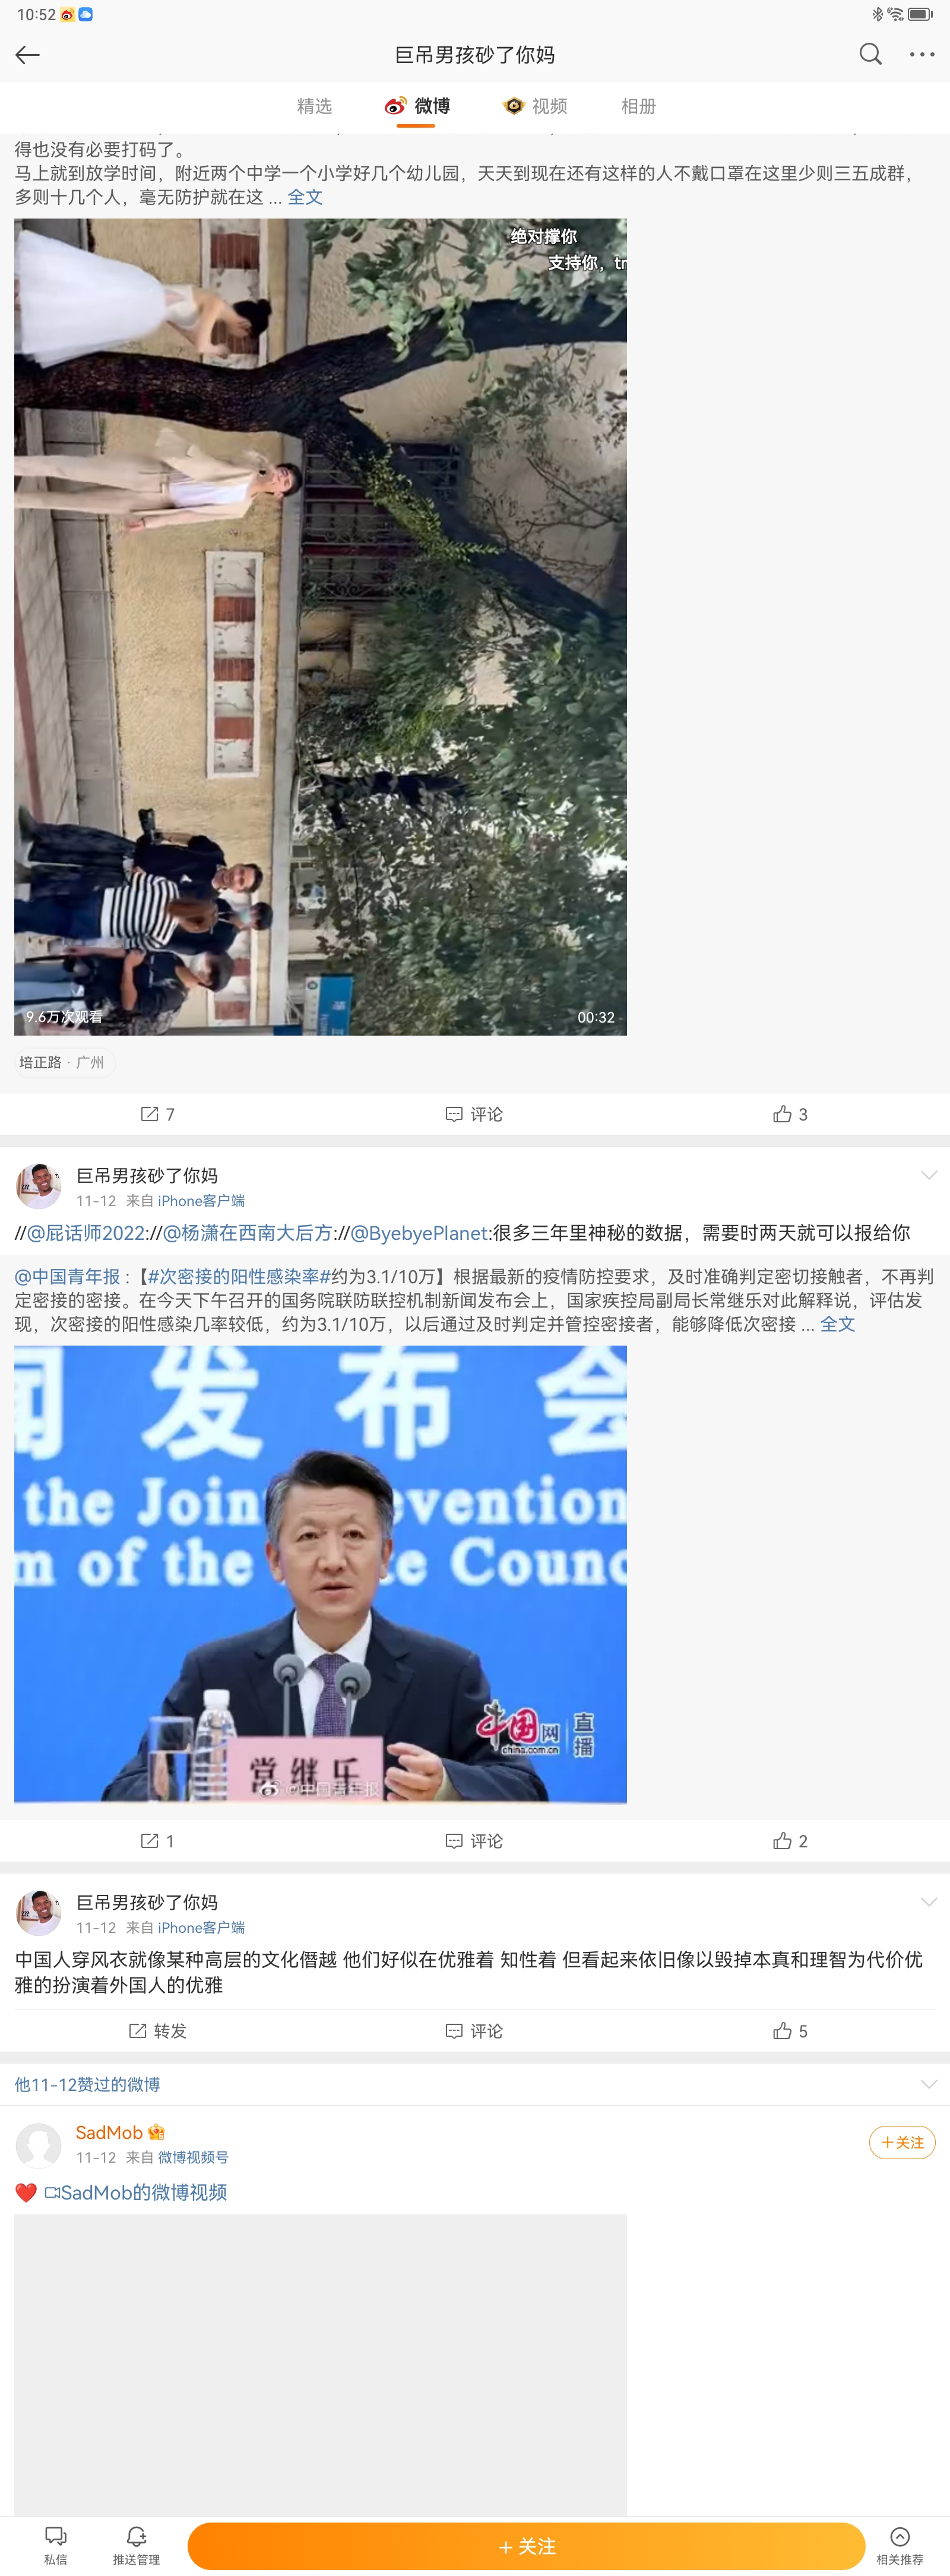 10:52
巨吊男孩砂了你妈
精选 微博 视频 相册
得也没有必要打码了。
马上就到放学时间，附近两个中学一个小学好几个幼儿园，天天到现在还有这样的人不戴口罩在这里少则三五成群，
多则十几个人，毫无防护就在这 ... 全文
绝对撑你
支持你，tr
9.6万次观看 00:32
培正路 · 广州
7 评论 3
巨吊男孩砂了你妈
11-12 来自 iPhone客户端
//@屁话师2022://@杨潇在西南大后方://@ByebyePlanet:很多三年里神秘的数据，需要时两天就可以报给你
@中国青年报：【#次密接的阳性感染率#约为3.1/10万】根据最新的疫情防控要求，及时准确判定密切接触者，不再判
定密接的密接。在今天下午召开的国务院联防联控机制新闻发布会上，国家疾控局副局长常继乐对此解释说，评估发
现，次密接的阳性感染几率较低，约为3.1/10万，以后通过及时判定并管控密接者，能够降低次密接 ... 全文
闻发布会
the Join vention
m of the te Counc
中国网 直播
china.com.cn
常继乐
@中国青年报
1 评论 2
巨吊男孩砂了你妈
11-12 来自 iPhone客户端
中国人穿风衣就像某种高层的文化僭越 他们好似在优雅着 知性着 但看起来依旧像以毁掉本真和理智为代价优
雅的扮演着外国人的优雅
转发 评论 5
他11-12赞过的微博
SadMob
11-12 来自 微博视频号
+关注
SadMob的微博视频
私信 推送管理 + 关注 相关推荐